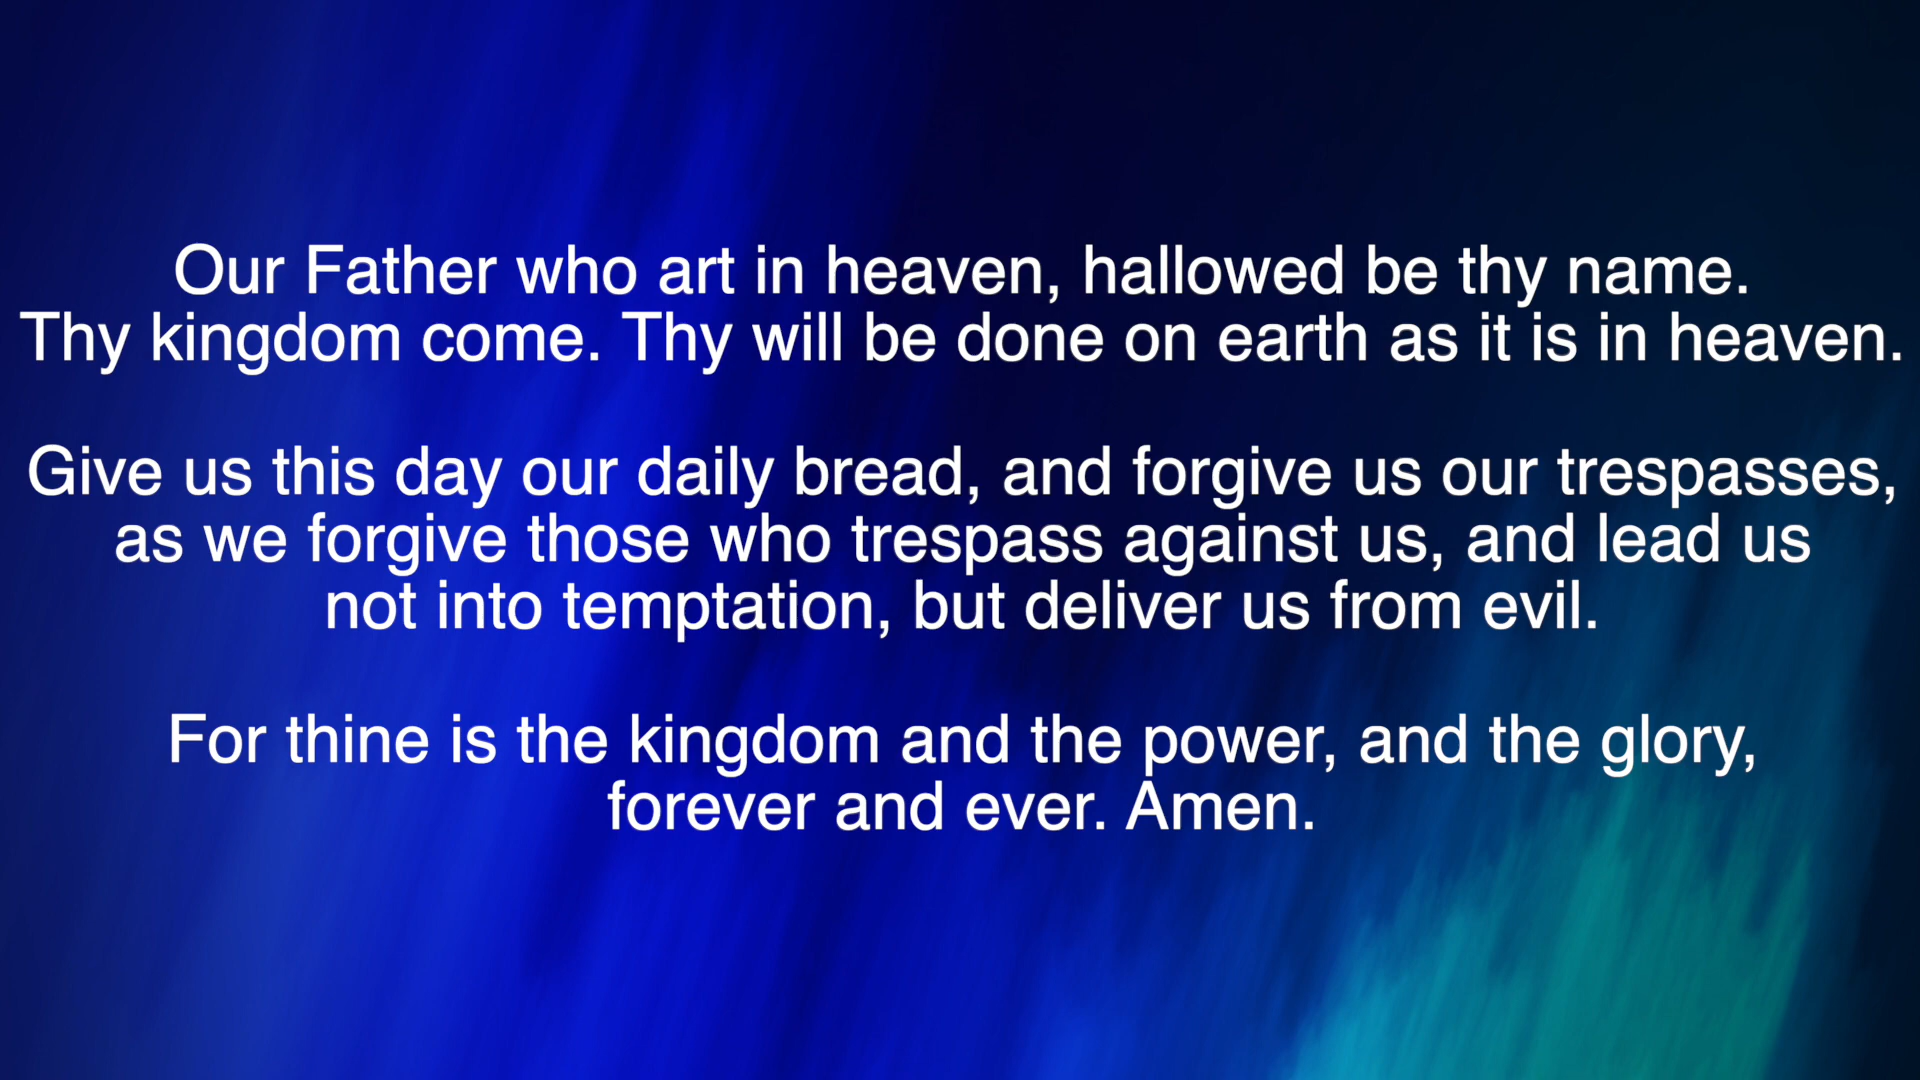 Our Father who art in heaven, hallowed be thy name.
Thy kingdom come. Thy will be done on earth as it is in heaven.
Give us this day our daily bread, and forgive us our trespasses,
as we forgive those who trespass against us, and lead us
not into temptation, but deliver us from evil.
For thine is the kingdom and the power, and the glory,
forever and ever. Amen.